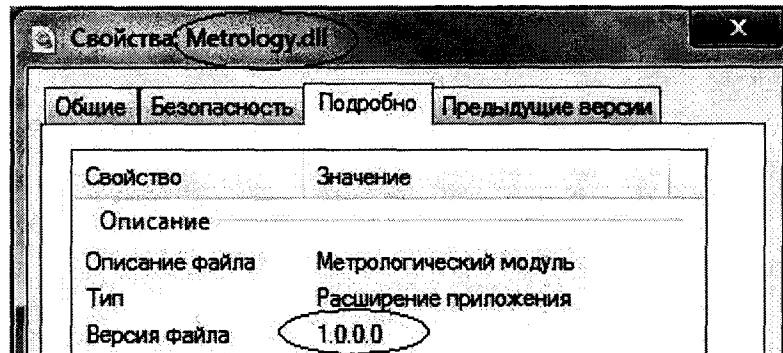 Свойства: Metrology.dll
X
Общие Безопасность Подробно Предыдущие версии
Свойство Значение
Описание
Описание файла Метрологический модуль
Тип Расширение приложения
Версия файла 1.0.0.0